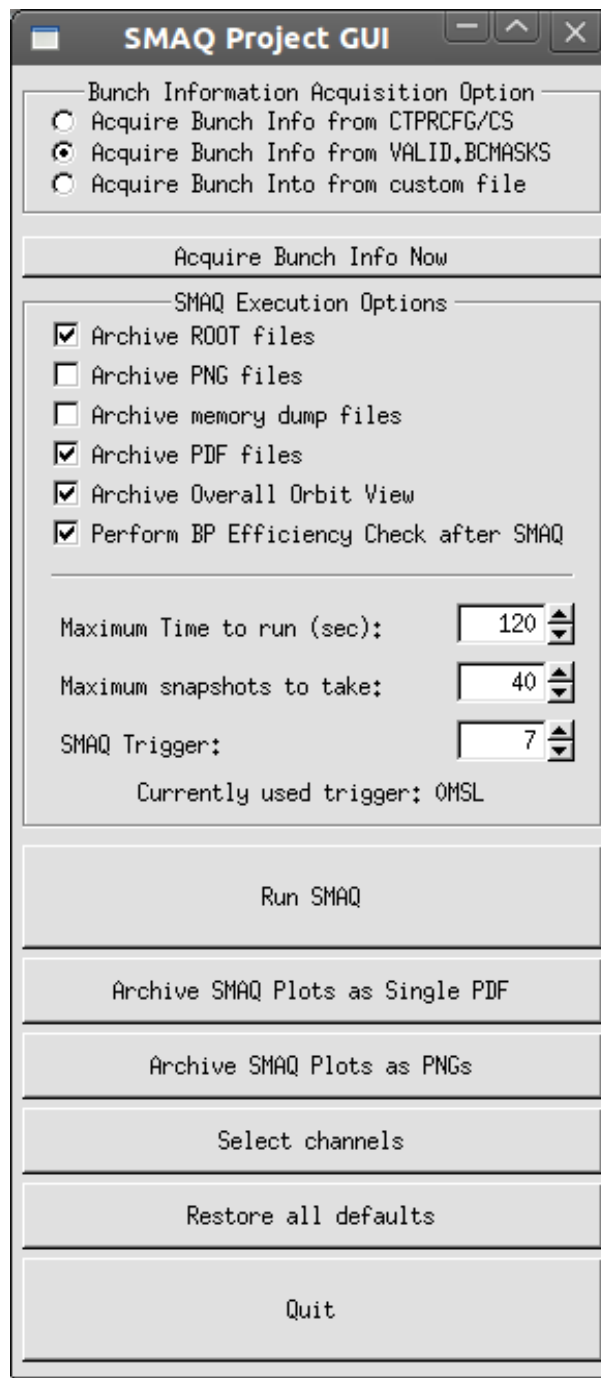 SMAQ Project GUI
Bunch Information Acquisition Option
Acquire Bunch Info from CTPRCFG/CS
Acquire Bunch Info from VALID.BCMASKS
Acquire Bunch Into from custom file
Acquire Bunch Info Now
SMAQ Execution Options
Archive ROOT files
Archive PNG files
Archive memory dump files
Archive PDF files
Archive Overall Orbit View
Perform BP Efficiency Check after SMAQ
Maximum Time to run (sec): 120
Maximum snapshots to take: 40
SMAQ Trigger: 7
Currently used trigger: 0MSL
Run SMAQ
Archive SMAQ Plots as Single PDF
Archive SMAQ Plots as PNGs
Select channels
Restore all defaults
Quit